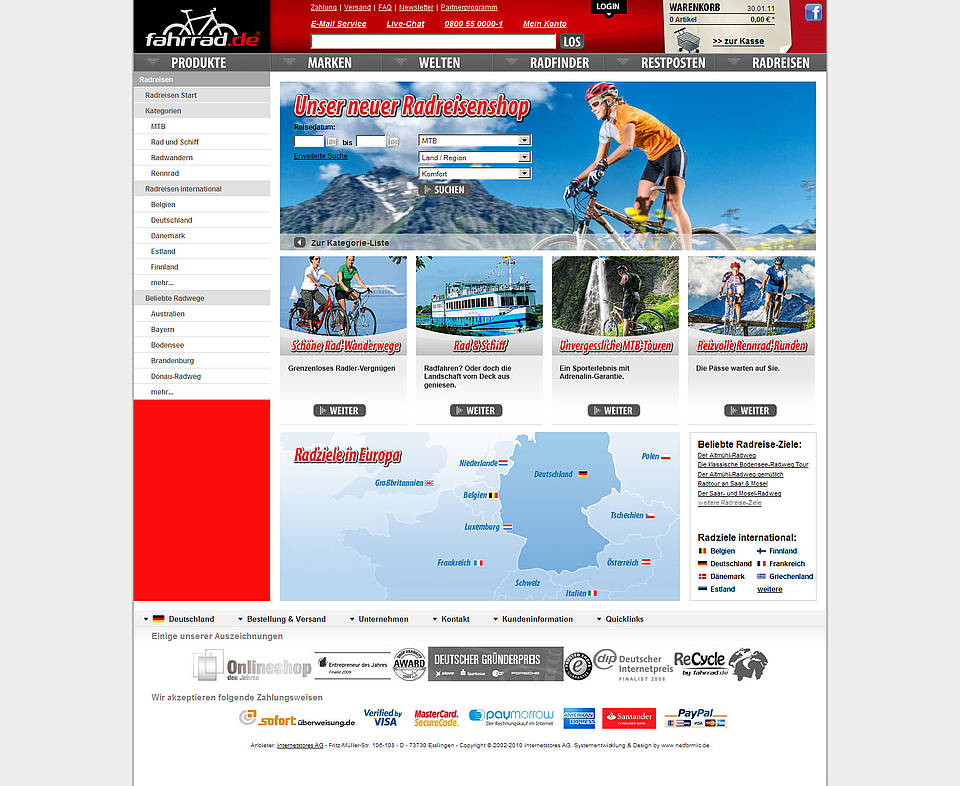 fahrrad.de
Zahlung | Versand | FAQ | Newsletter | Partnerprogramm
E-Mail Service Live-Chat 0800 55 0000-1 Mein Konto
LOS
LOGIN
WARENKORB 30.01.11
0 Artikel 0,00 € *
>> zur Kasse
PRODUKTE MARKEN WELTEN RADFINDER RESTPOSTEN RADREISEN
Radreisen
Radreisen Start
Kategorien
MTB
Rad und Schiff
Radwandern
Rennrad
Radreisen international
Belgien
Deutschland
Dänemark
Estland
Finnland
mehr...
Beliebte Radwege
Australien
Bayern
Bodensee
Brandenburg
Donau-Radweg
mehr...
Unser neuer Radreisenshop
Reisedatum:
bis
MTB
Erweiterte Suche
Land / Region
Komfort
SUCHEN
Zur Kategorie-Liste
Schöne Rad-Wanderwege
Grenzenloses Radler-Vergnügen
WEITER
Rad & Schiff
Radfahren? Oder doch die
Landschaft vom Deck aus
geniesen.
WEITER
Unvergessliche MTB-Touren
Ein Sporterlebnis mit
Adrenalin-Garantie.
WEITER
Reizvolle Rennrad-Runden
Die Pässe warten auf Sie.
WEITER
Radziele in Europa
Niederlande
Polen
Deutschland
Großbritannien
Belgien
Tschechien
Luxemburg
Frankreich
Österreich
Schweiz
Italien
Beliebte Radreise-Ziele:
Der Altmühl-Radweg
Die klassische Bodensee-Radweg Tour
Der Altmühl-Radweg gemütlich
Radtour an Saar & Mosel
Der Saar- und Mosel-Radweg
weitere Radreise-Ziele
Radziele international:
Belgien Finnland
Deutschland Frankreich
Dänemark Griechenland
Estland weitere
Deutschland Bestellung & Versand Unternehmen Kontakt Kundeninformation Quicklinks
Einige unserer Auszeichnungen
Onlineshop
des Jahres
Entrepreneur des Jahres
Finalist 2009
AWARD
DEUTSCHER GRÜNDERPREIS
stern Sparkasse ZDF PORSCHE
dip Deutscher
Internetpreis
FINALIST 2008
ReCycle
by fahrrad.de
Wir akzeptieren folgende Zahlungsweisen
sofort überweisung.de
Verified by
VISA
MasterCard.
SecureCode.
paymorrow
Der Rechnungskauf im Internet
AMERICAN
EXPRESS
Santander
CONSUMER BANK
PayPal
VISA
Anbieter: internetstores AG - Fritz-Müller-Str. 106-108 - D - 73730 Esslingen - Copyright © 2002-2010 internetstores AG. Systementwicklung & Design by www.netformic.de